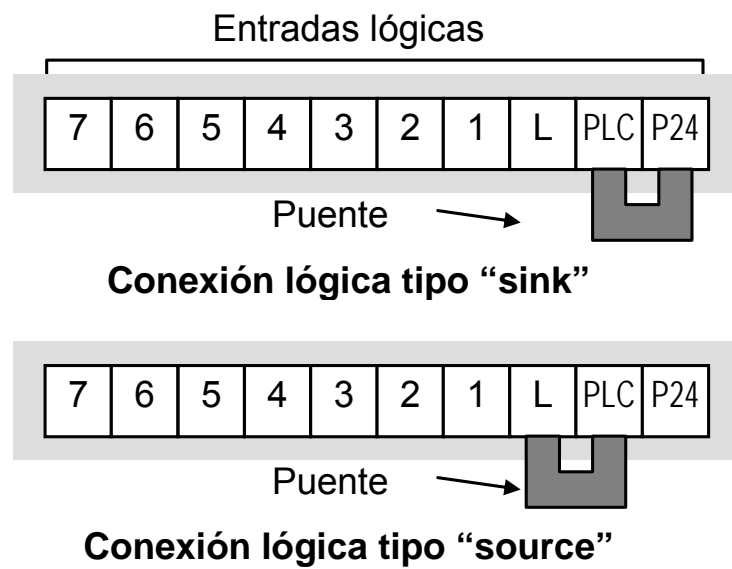 Entradas lógicas
7 6 5 4 3 2 1 L PLC P24
Puente
Conexión lógica tipo “sink”
7 6 5 4 3 2 1 L PLC P24
Puente
Conexión lógica tipo “source”